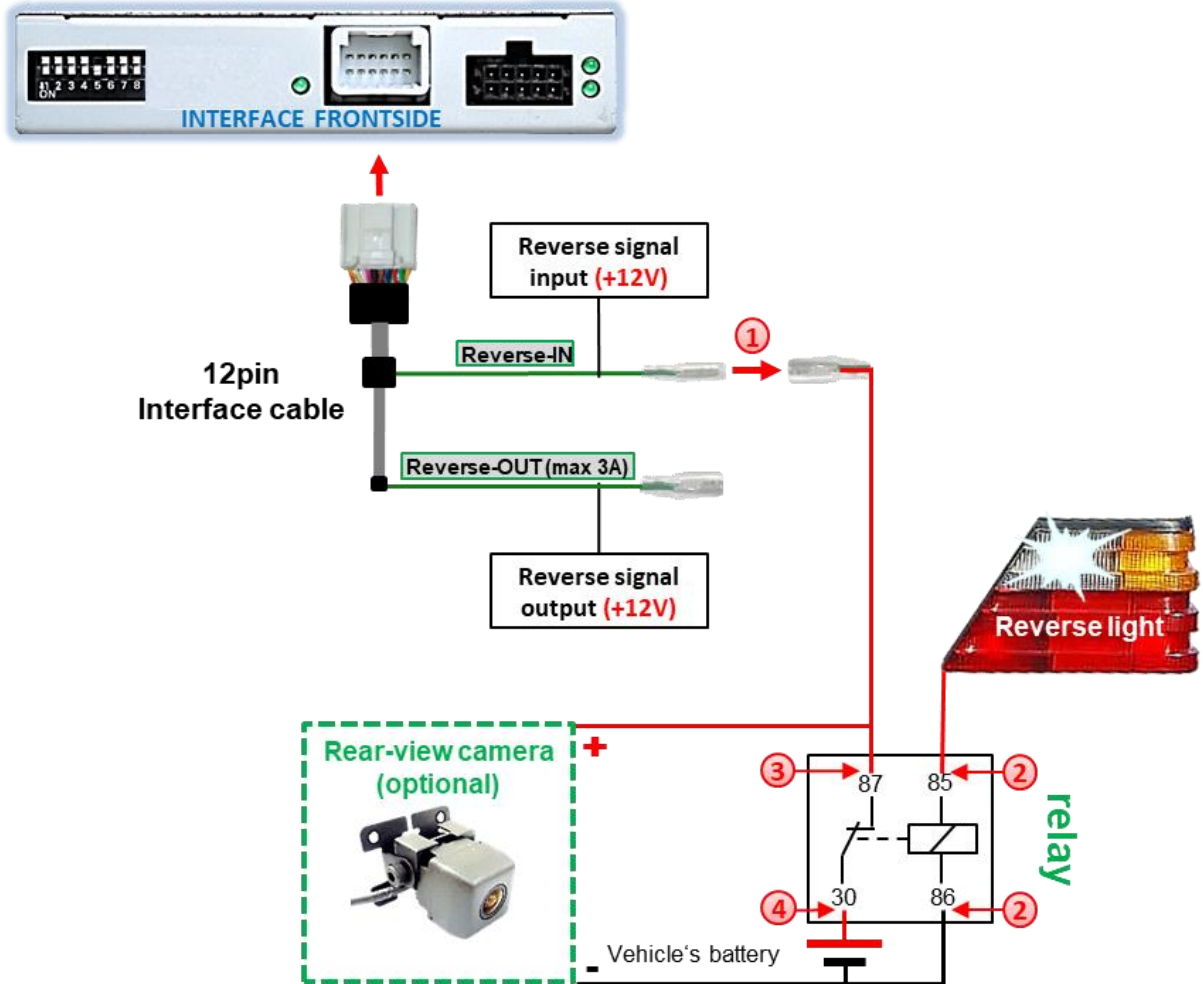 1 2 3 4 5 6 7 8
ON
INTERFACE FRONTSIDE
Reverse signal
input (+12V)
1
Reverse-IN
12pin
Interface cable
Reverse-OUT (max 3A)
Reverse signal
output (+12V)
Reverse light
Rear-view camera
(optional)
+
3
87
85
2
relay
4
30
86
2
- Vehicle‘s battery